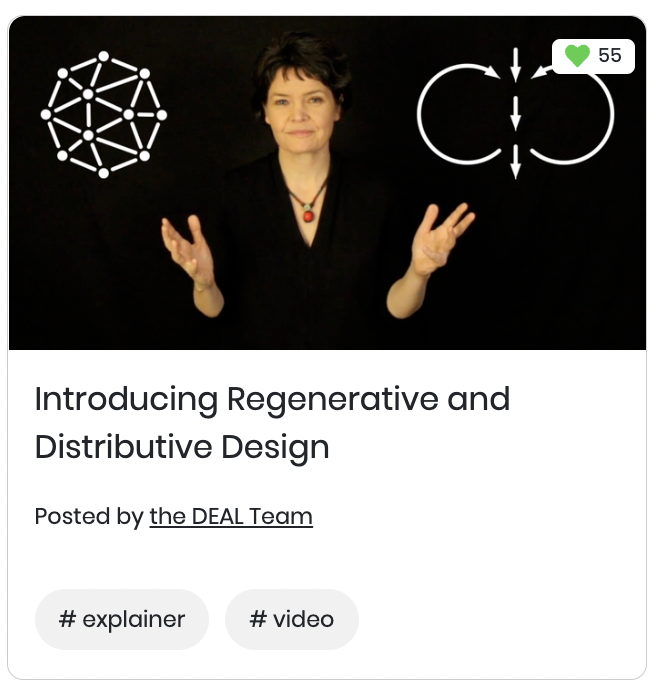 55
Introducing Regenerative and
Distributive Design
Posted by the DEAL Team
# explainer
# video